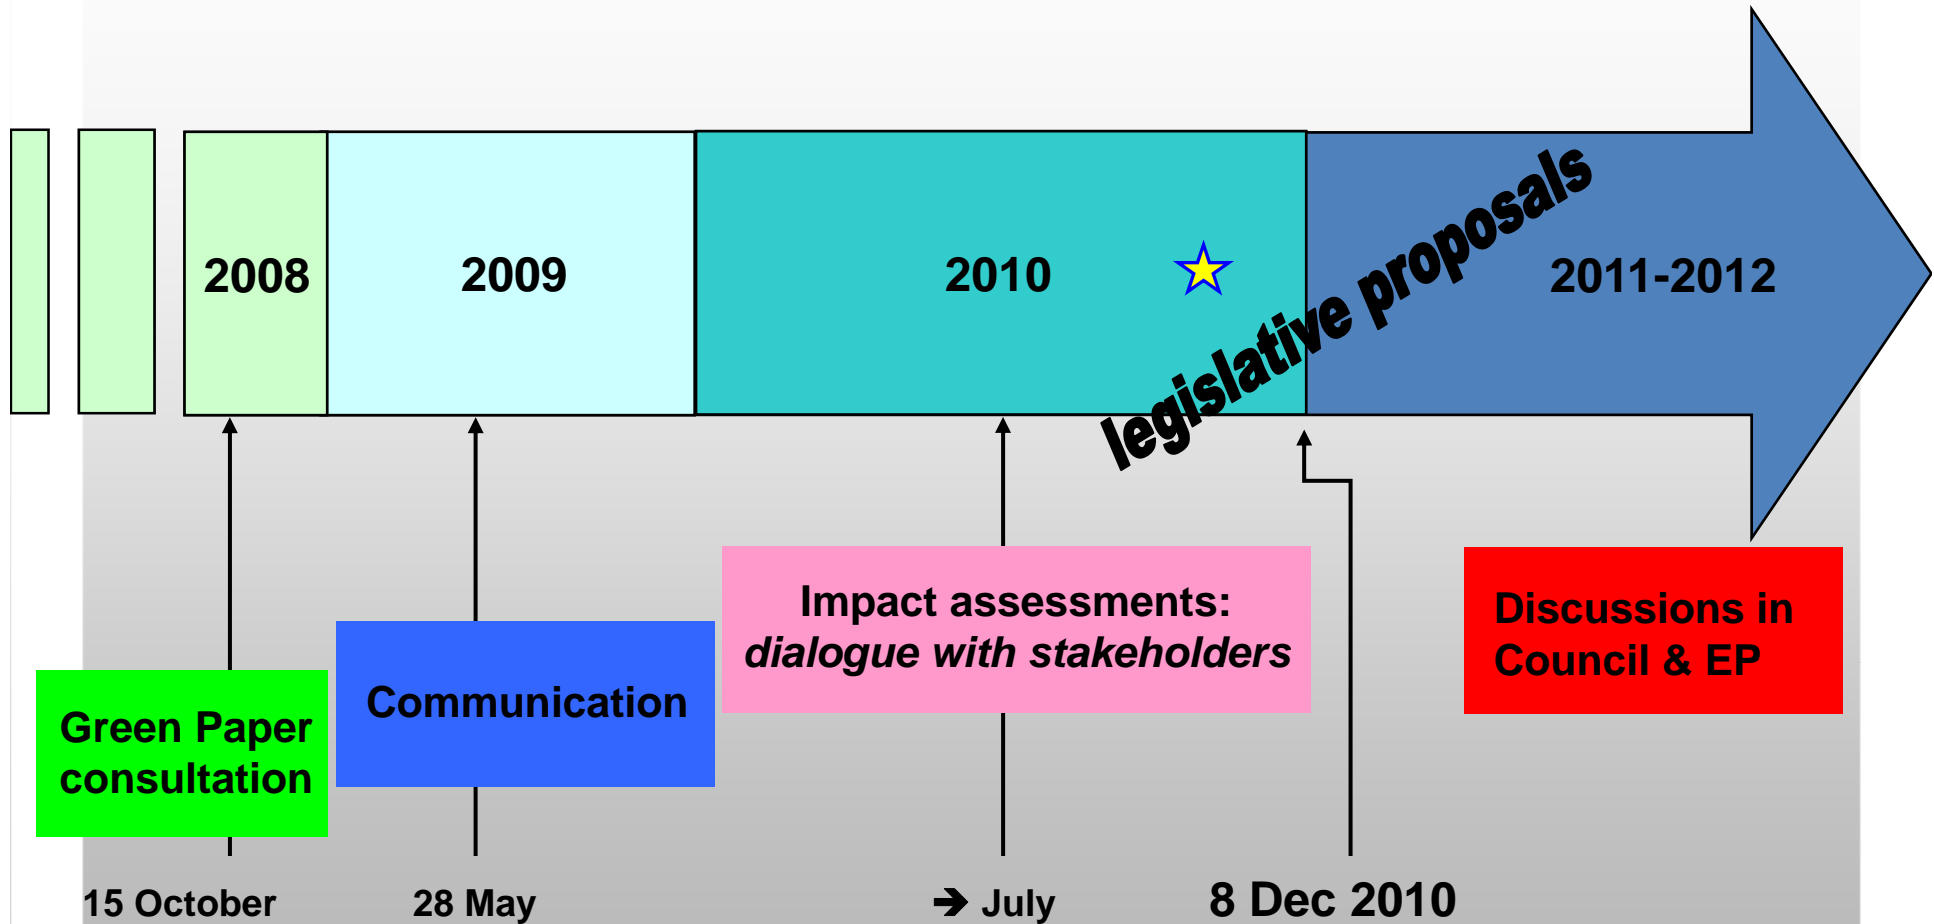 2008
2009
2010
legislative proposals
2011-2012
Green Paper
consultation
Communication
Impact assessments:
dialogue with stakeholders
Discussions in
Council & EP
15 October
28 May
➔ July
8 Dec 2010